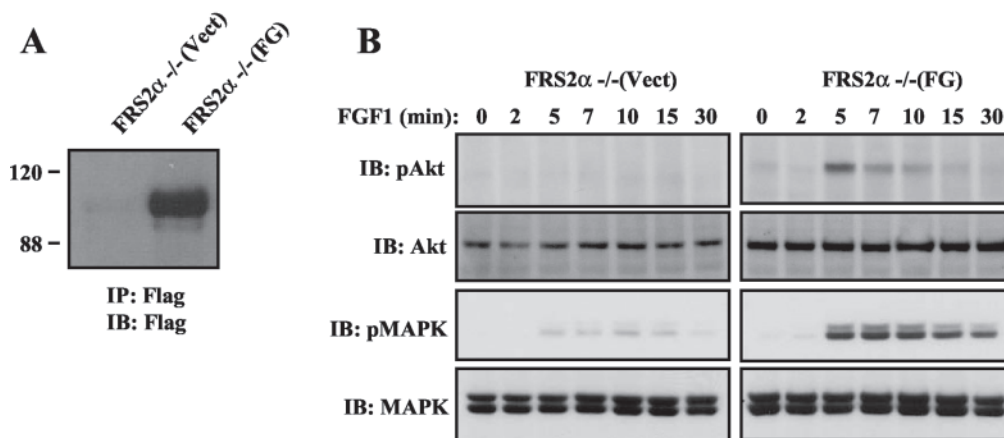 A
FRS2α -/-(Vect)
FRS2α -/-(FG)
120
88
IP: Flag
IB: Flag
B
FRS2α -/-(Vect) FRS2α -/-(FG)
FGF1 (min): 0 2 5 7 10 15 30 0 2 5 7 10 15 30
IB: pAkt
IB: Akt
IB: pMAPK
IB: MAPK